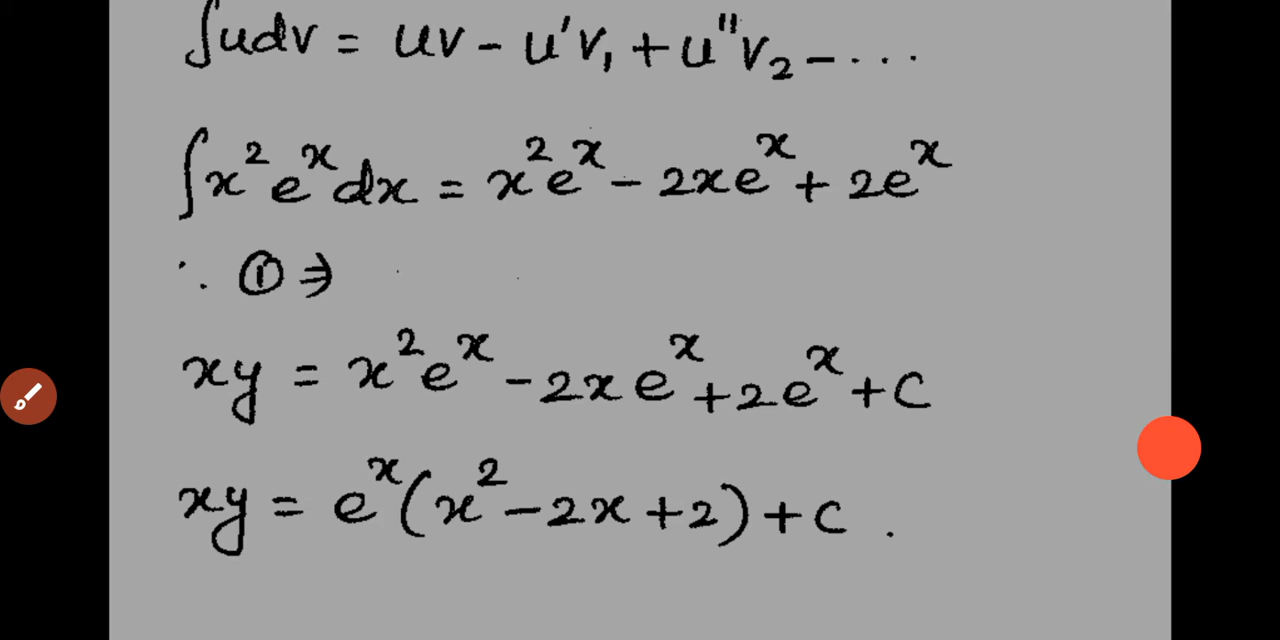 ∫udv = uv - u'v₁ + u''v₂ - ....
∫x²eˣdx = x²eˣ - 2xeˣ + 2eˣ
∴ ① ⇒
xy = x²eˣ - 2xeˣ + 2eˣ + C
xy = eˣ(x² - 2x + 2) + C .